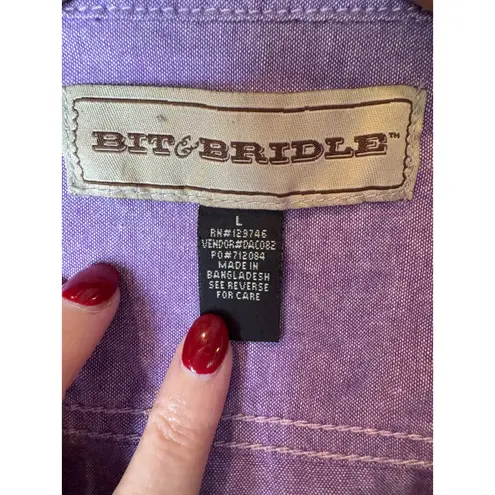 BIT & BRIDLE™
L
RN#129746
VENDOR#DAC082
PO#712084
MADE IN
BANGLADESH
SEE REVERSE
FOR CARE